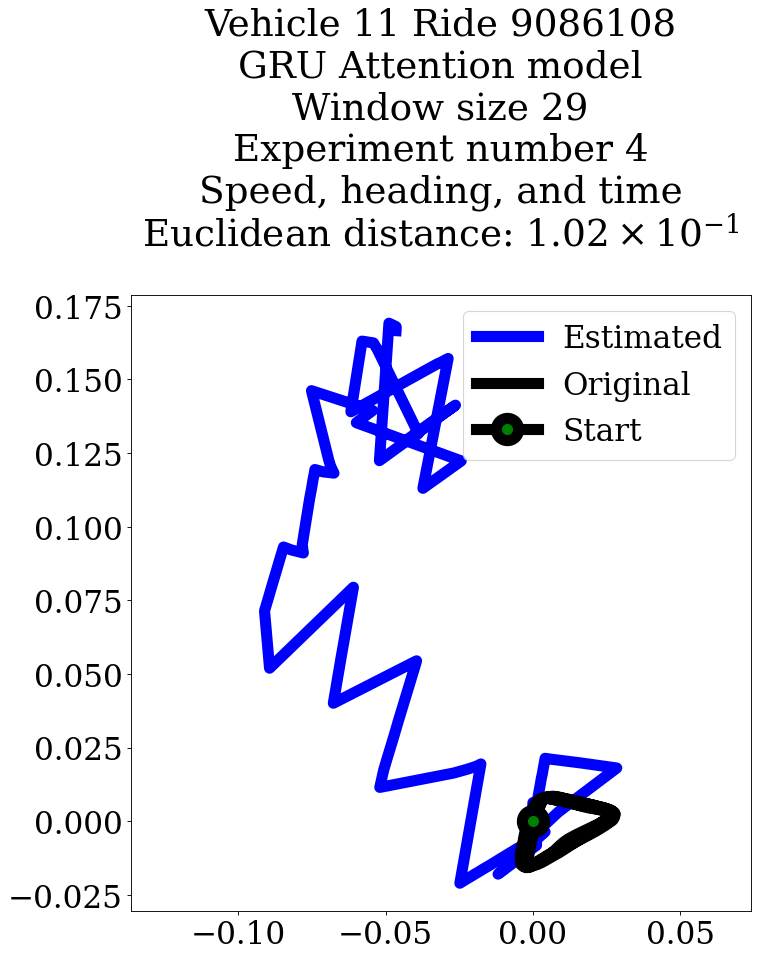 Vehicle 11 Ride 9086108
GRU Attention model
Window size 29
Experiment number 4
Speed, heading, and time
Euclidean distance: 1.02 × 10⁻¹
0.175
0.150
0.125
0.100
0.075
0.050
0.025
0.000
−0.025
Estimated
Original
Start
−0.10 −0.05 0.00 0.05